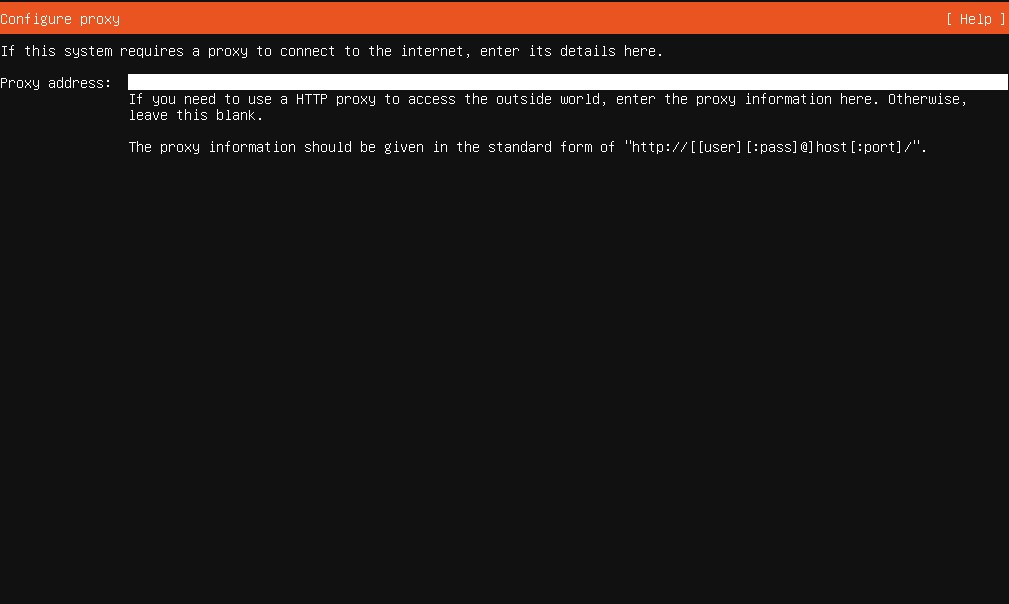 Configure proxy [ Help ]
If this system requires a proxy to connect to the internet, enter its details here.
Proxy address:
If you need to use a HTTP proxy to access the outside world, enter the proxy information here. Otherwise,
leave this blank.
The proxy information should be given in the standard form of "http://[[user][:pass]@]host[:port]/".